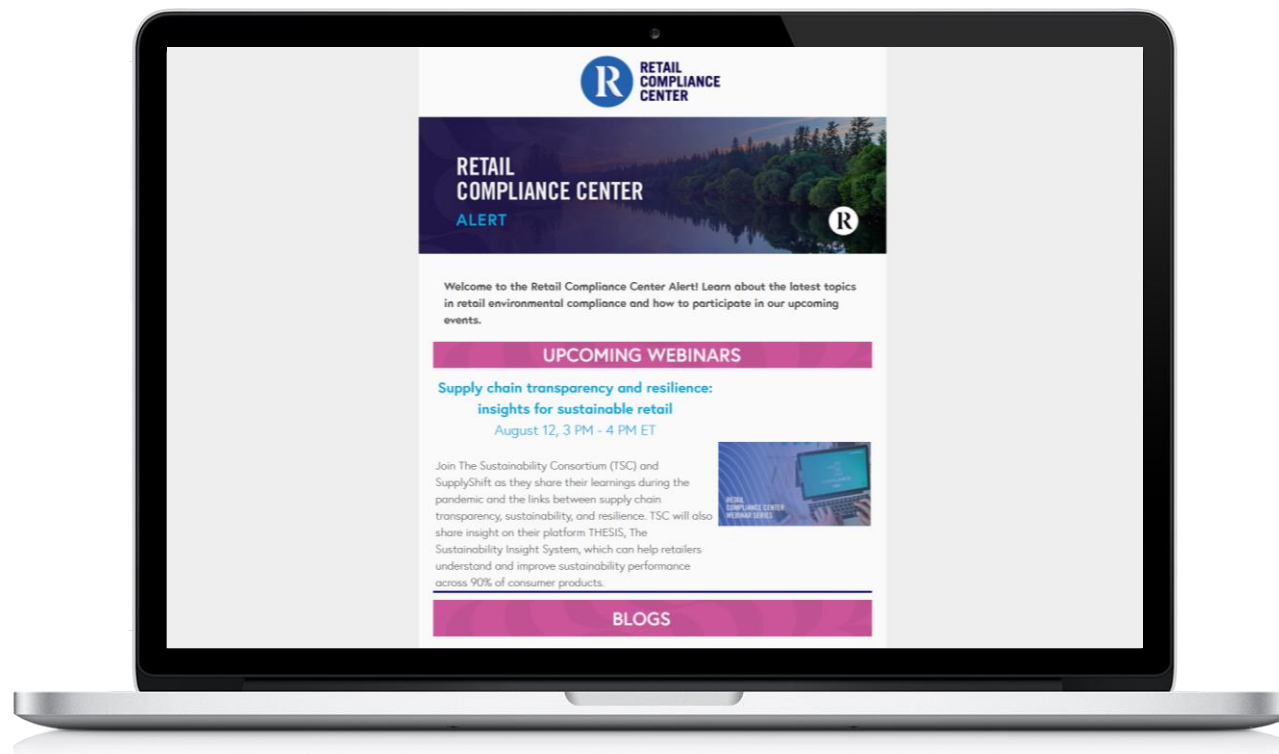 R
RETAIL
COMPLIANCE
CENTER
RETAIL
COMPLIANCE CENTER
ALERT
R
Welcome to the Retail Compliance Center Alert! Learn about the latest topics
in retail environmental compliance and how to participate in our upcoming
events.
UPCOMING WEBINARS
Supply chain transparency and resilience:
insights for sustainable retail
August 12, 3 PM - 4 PM ET
Join The Sustainability Consortium (TSC) and
SupplyShift as they share their learnings during the
pandemic and the links between supply chain
transparency, sustainability, and resilience. TSC will also
share insight on their platform THESIS, The
Sustainability Insight System, which can help retailers
understand and improve sustainability performance
across 90% of consumer products.
RETAIL
COMPLIANCE CENTER
WEBINAR SERIES
BLOGS